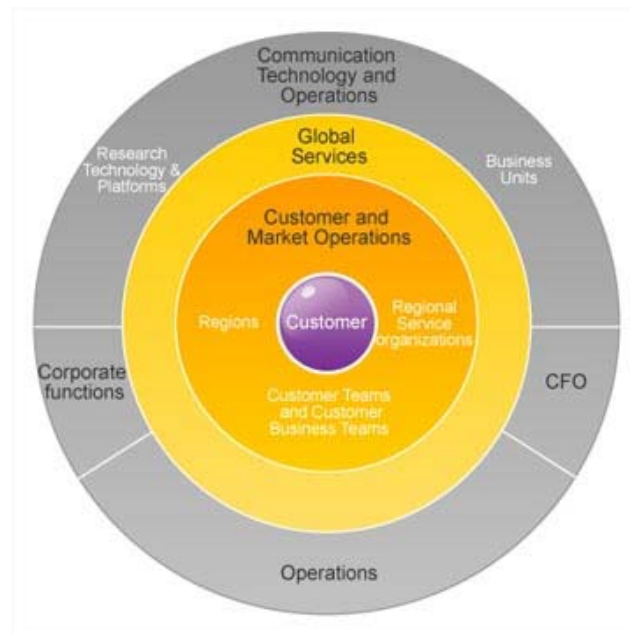 Communication
Technology and
Operations
Global
Services
Research
Technology &
Platforms
Business
Units
Customer and
Market Operations
Regions
Customer
Regional
Service
organizations
Corporate
functions
CFO
Customer Teams
and Customer
Business Teams
Operations